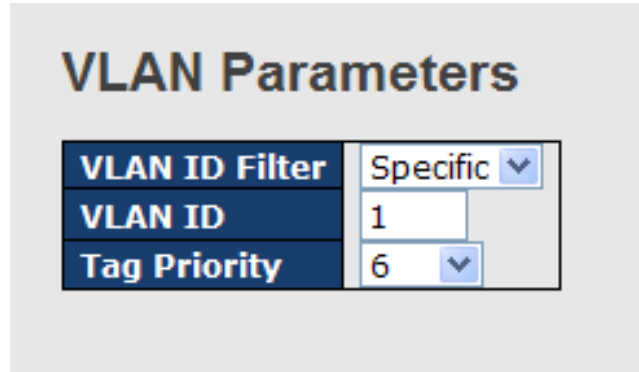 VLAN Parameters
VLAN ID Filter Specific
VLAN ID 1
Tag Priority 6